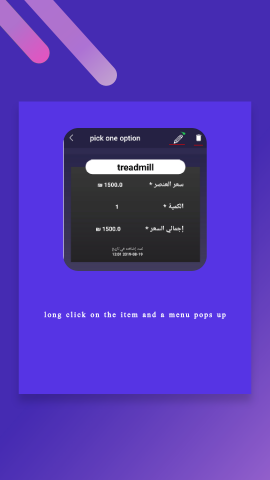 pick one option
treadmill
سعر العنصر * 1500.0 ₪
الكمية * 1
إجمالي السعر * 1500.0 ₪
تمت إضافته في تاريخ
2019-08-19 12:01
long click on the item and a menu pops up